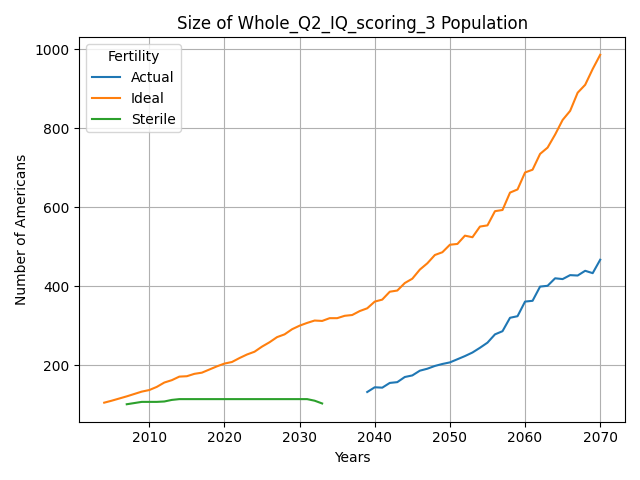 Size of Whole_Q2_IQ_scoring_3 Population
Fertility
Actual
Ideal
Sterile
1000
800
600
400
200
Number of Americans
2010 2020 2030 2040 2050 2060 2070
Years